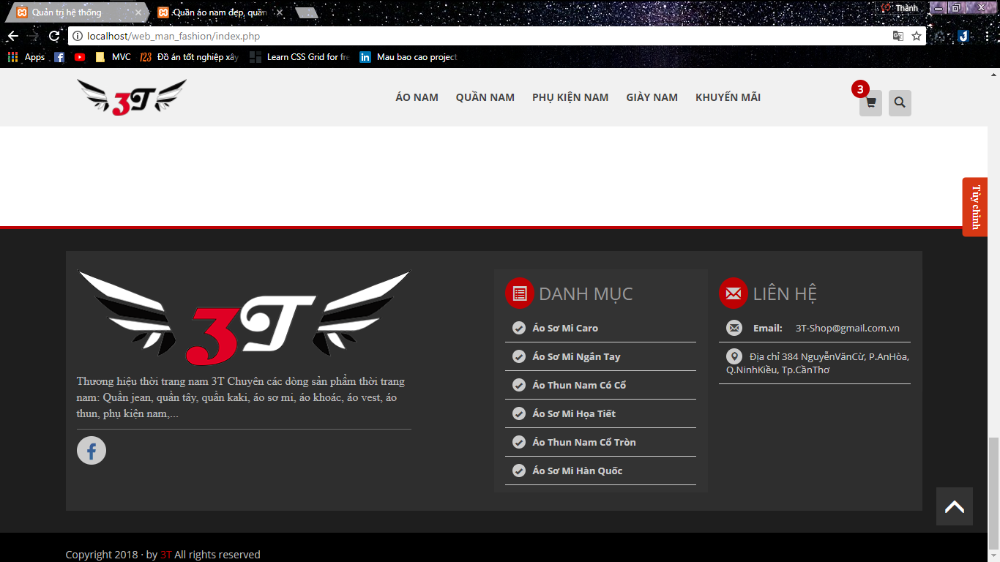 Quản trị hệ thống
Quần áo nam đẹp, quần
Thành
localhost/web_man_fashion/index.php
Apps MVC 123 Đồ án tốt nghiệp xây Learn CSS Grid for fre in Mau bao cao project
3T ÁO NAM QUẦN NAM PHỤ KIỆN NAM GIÀY NAM KHUYẾN MÃI 3
Tùy chỉnh
3T
Thương hiệu thời trang nam 3T Chuyên các dòng sản phẩm thời trang
nam: Quần jean, quần tây, quần kaki, áo sơ mi, áo khoác, áo vest, áo
thun, phụ kiện nam,...
DANH MỤC
Áo Sơ Mi Caro
Áo Sơ Mi Ngắn Tay
Áo Thun Nam Có Cổ
Áo Sơ Mi Họa Tiết
Áo Thun Nam Cổ Tròn
Áo Sơ Mi Hàn Quốc
LIÊN HỆ
Email: 3T-Shop@gmail.com.vn
Địa chỉ 384 NguyễnVănCừ, P.AnHòa,
Q.NinhKiều, Tp.CầnThơ
Copyright 2018 · by 3T All rights reserved